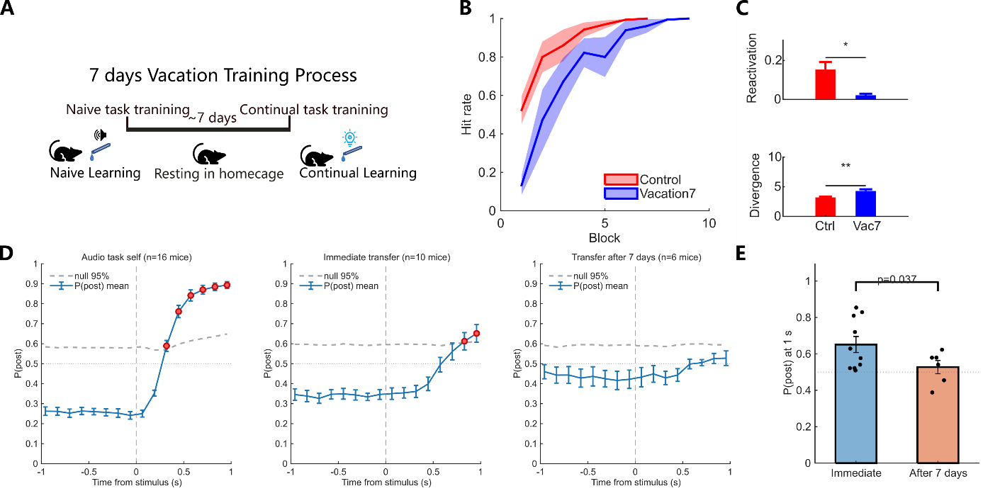 A
7 days Vacation Training Process
Naive task tranining
~7 days
Continual task tranining
Naive Learning
Resting in homecage
Continual Learning
B
Hit rate
1
0.8
0.6
0.4
0.2
0
0
5
10
Block
Control
Vacation7
C
Reactivation
0.2
0
*
Divergence
10
5
0
**
Ctrl
Vac7
D
Audio task self (n=16 mice)
null 95%
P(post) mean
P(post)
1
0.9
0.8
0.7
0.6
0.5
0.4
0.3
0.2
0.1
0
-1
-0.5
0
0.5
1
Time from stimulus (s)
Immediate transfer (n=10 mice)
null 95%
P(post) mean
P(post)
1
0.9
0.8
0.7
0.6
0.5
0.4
0.3
0.2
0.1
0
-1
-0.5
0
0.5
1
Time from stimulus (s)
Transfer after 7 days (n=6 mice)
null 95%
P(post) mean
P(post)
1
0.9
0.8
0.7
0.6
0.5
0.4
0.3
0.2
0.1
0
-1
-0.5
0
0.5
1
Time from stimulus (s)
E
p=0.037
P(post) at 1 s
1
0.8
0.6
0.4
0.2
0
Immediate
After 7 days